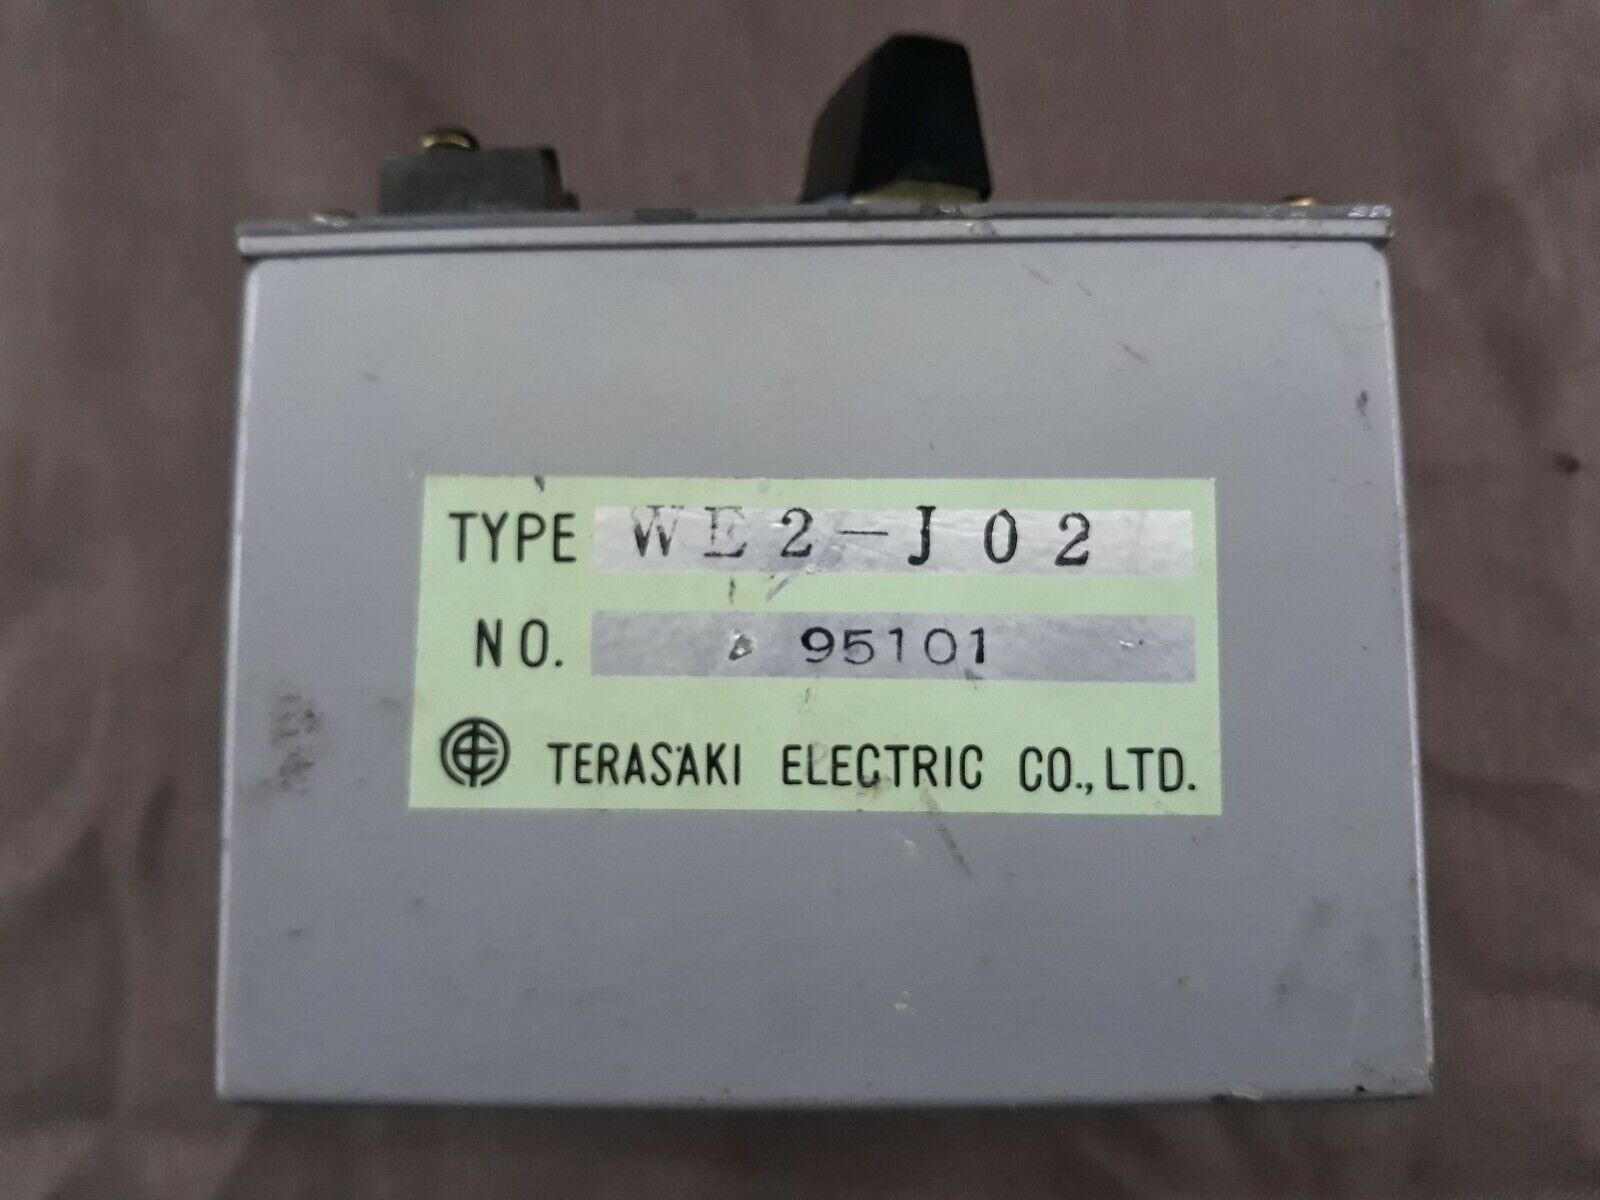 TYPE WE2-J02
NO. 95101
TERASAKI ELECTRIC CO., LTD.